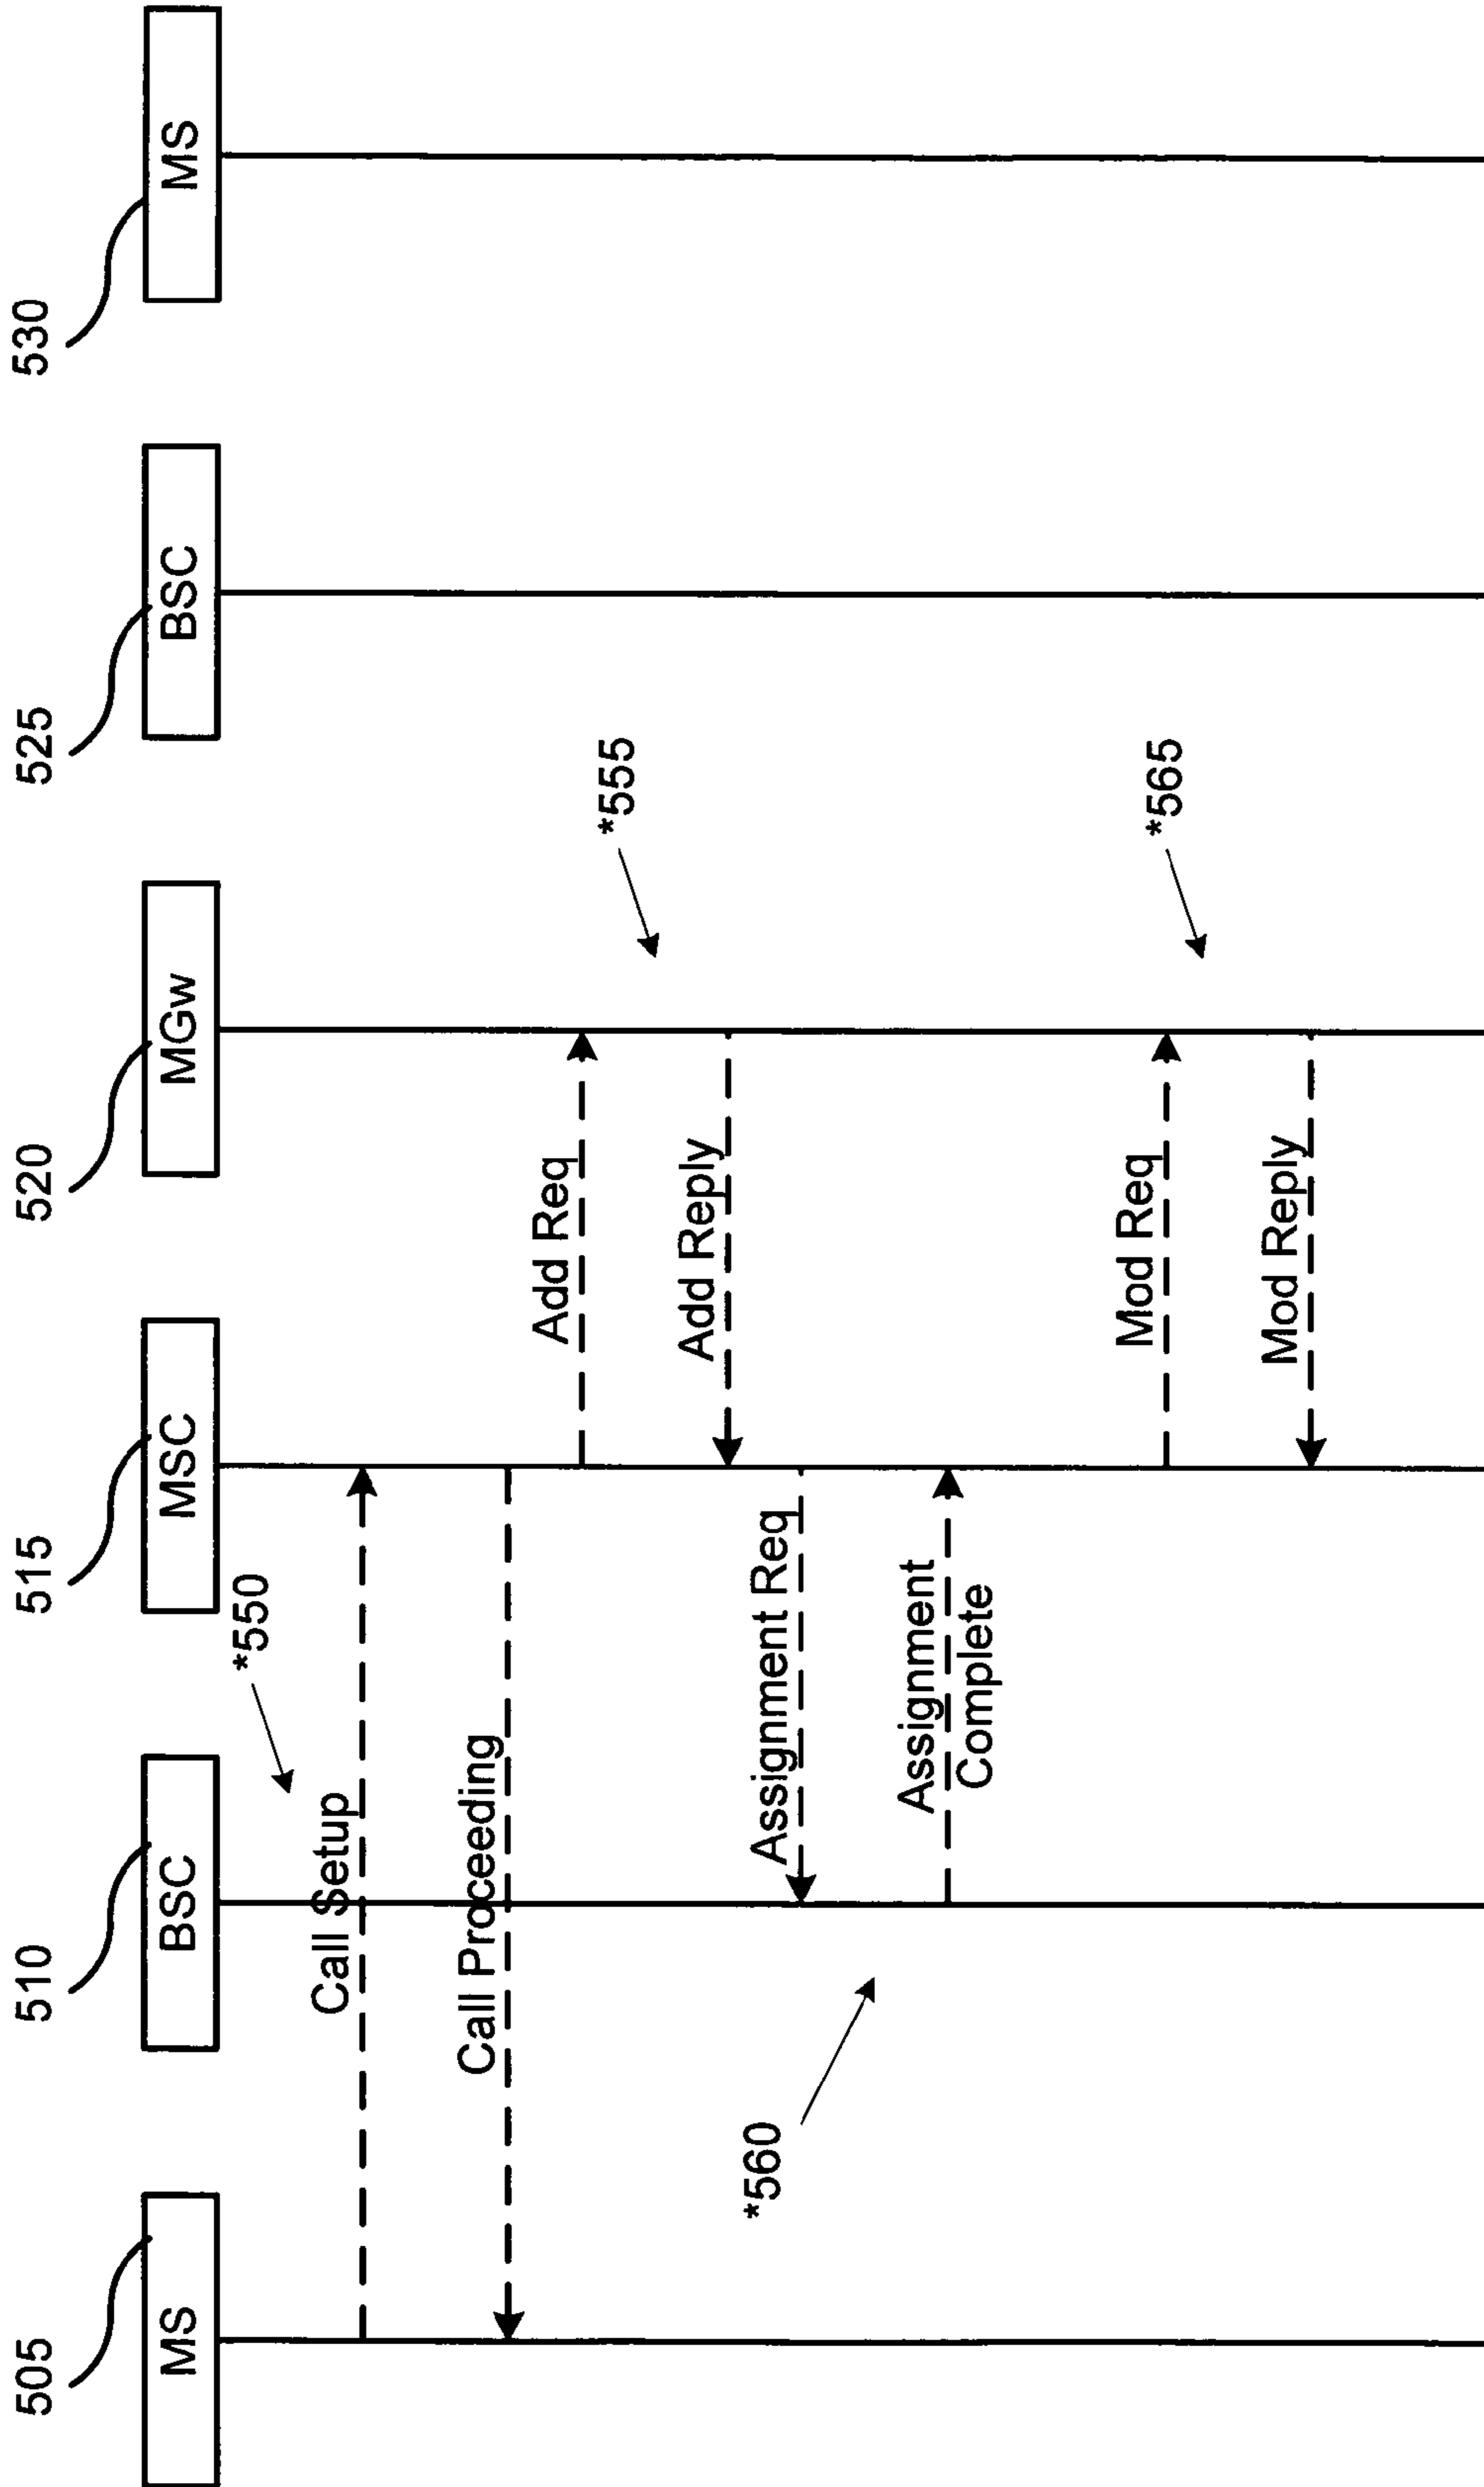 505
510
515
520
525
530
MS
BSC
MSC
MGw
BSC
MS
*550
Call Setup
Call Proceeding
Add Req
*555
Add Reply
*560
Assignment Req
Assignment
Complete
Mod Req
*565
Mod Reply